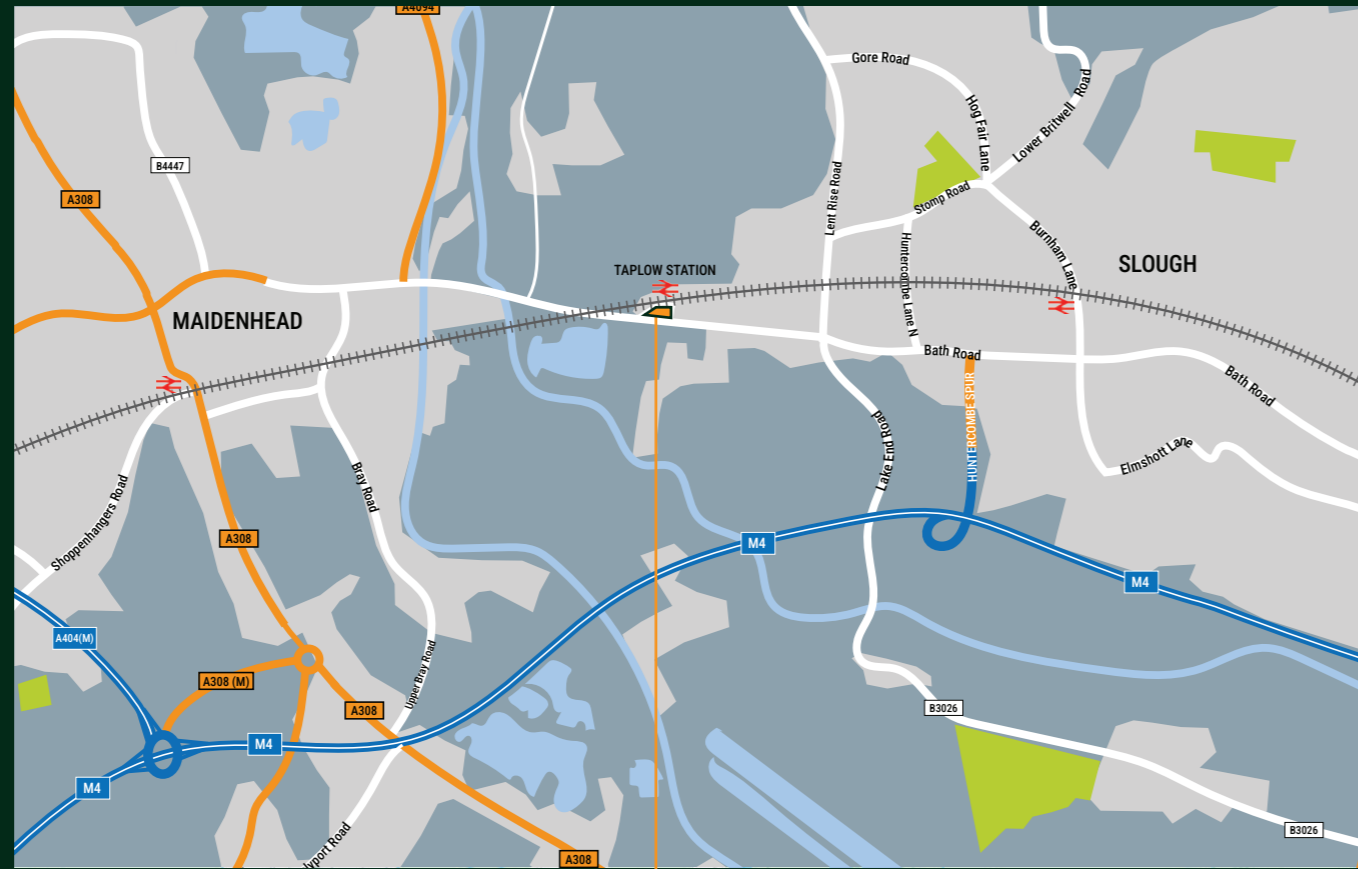 A4094
Gore Road
Hog Fair Lane
Lower Britwell Road
B4447
A308
Lent Rise Road
Stomp Road
Burnham Lane
Huntercombe Lane N
TAPLOW STATION
SLOUGH
MAIDENHEAD
Bath Road
Bath Road
HUNTERCOMBE SPUR
Lake End Road
Elmshott Lane
Bray Road
Shoppenhangers Road
A308
M4
M4
A404(M)
A308 (M)
Upper Bray Road
A308
B3026
M4
M4
B3026
lyport Road
A308